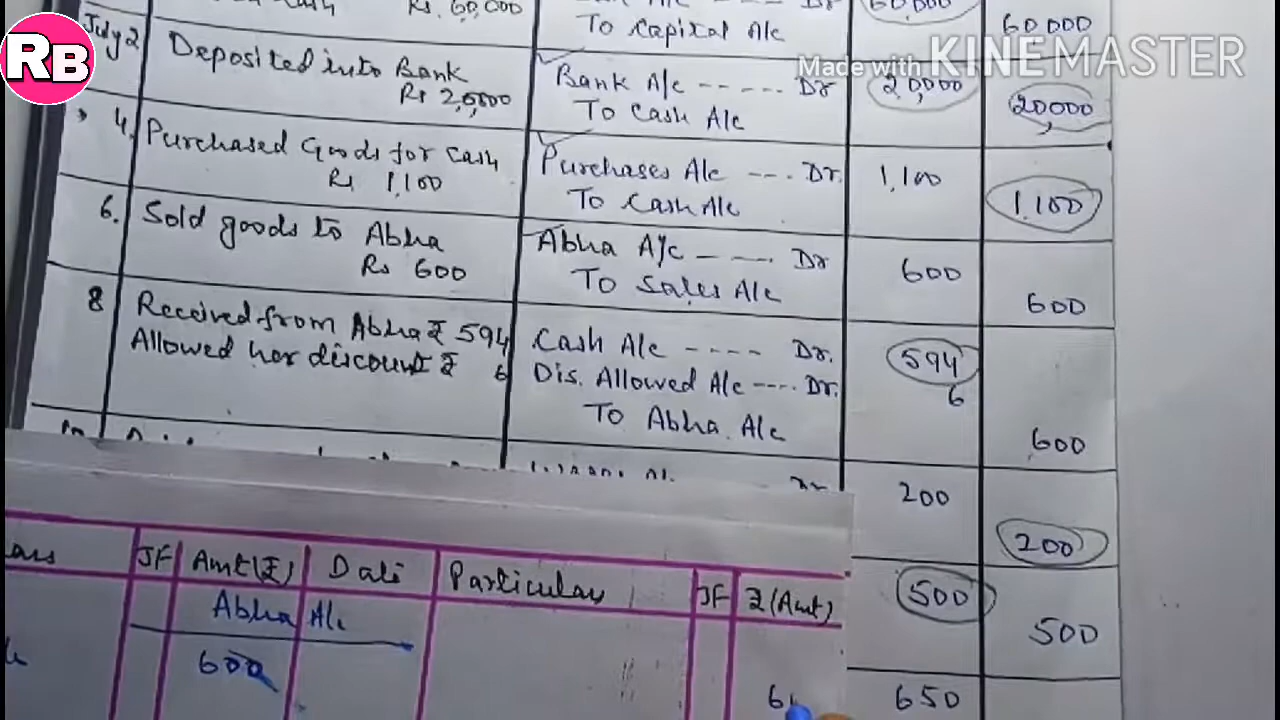 Rs. 60,000
60,000
To Capital A/c
60,000
RB
July 2
Deposited into Bank
Rs 20,000
Bank A/c ----- Dr
20,000
To Cash A/c
20000
Made with KINEMASTER
4.
Purchased Goods for Cash
Rs 1,100
Purchases A/c --- Dr.
1,100
To Cash A/c
1,100
6.
Sold goods to Abha
Rs 600
Abha A/c ---- Dr
600
To Sales A/c
600
8
Received from Abha ₹ 594
Allowed her discount ₹ 6
Cash A/c ---- Dr.
594
Dis. Allowed A/c ---- Dr.
6
To Abha A/c
600
200
200
500
500
650
JF Amt(₹) Date Particulars JF ₹(Amt)
Abha A/c
600